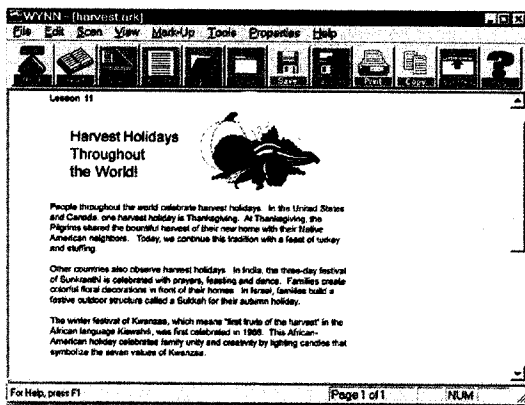 WYNN - [harvest.ark]
File Edit Scan View Mark-Up Tools Properties Help
Save Print Copy
Lesson 11
Harvest Holidays
Throughout
the World!
People throughout the world celebrate harvest holidays. In the United States
and Canada, one harvest holiday is Thanksgiving. At Thanksgiving, the
Pilgrims shared the bountiful harvest of their new home with their Native
American neighbors. Today, we continue this tradition with a feast of turkey
and stuffing.
Other countries also observe harvest holidays. In India, the three-day festival
of Sunkranthi is celebrated with prayers, feasting and dance. Families create
colorful floral decorations in front of their homes. In Israel, families build a
festive outdoor structure called a Sukkah for their autumn holiday.
The winter festival of Kwanzaa, which means "first fruits of the harvest" in the
African language Kiswahili, was first celebrated in 1966. This African-
American holiday celebrates family unity and creativity by lighting candles that
symbolize the seven values of Kwanzaa.
For Help, press F1
Page 1 of 1
NUM